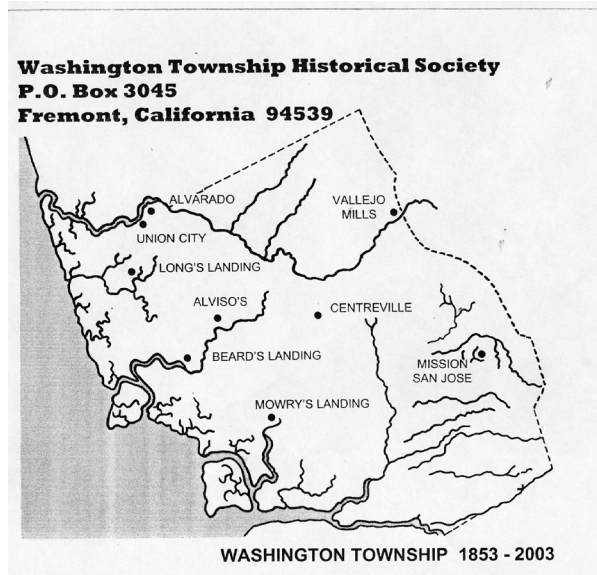 Washington Township Historical Society
P.O. Box 3045
Fremont, California 94539
ALVARADO
VALLEJO
MILLS
UNION CITY
LONG'S LANDING
ALVISO'S
CENTREVILLE
BEARD'S LANDING
MISSION
SAN JOSE
MOWRY'S LANDING
WASHINGTON TOWNSHIP 1853 - 2003